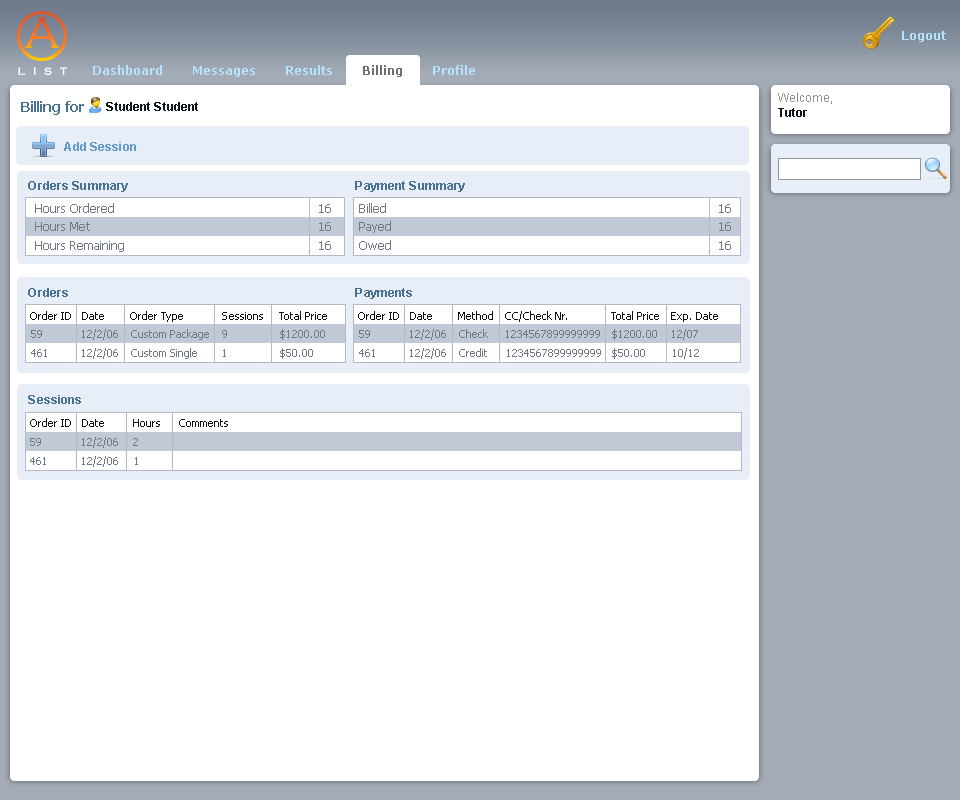 A
LIST
Logout
Dashboard Messages Results Billing Profile
Billing for Student Student
Welcome,
Tutor
Add Session
Orders Summary
Hours Ordered 16
Hours Met 16
Hours Remaining 16
Payment Summary
Billed 16
Payed 16
Owed 16
Orders
Order ID Date Order Type Sessions Total Price
59 12/2/06 Custom Package 9 $1200.00
461 12/2/06 Custom Single 1 $50.00
Payments
Order ID Date Method CC/Check Nr. Total Price Exp. Date
59 12/2/06 Check 1234567899999999 $1200.00 12/07
461 12/2/06 Credit 1234567899999999 $50.00 10/12
Sessions
Order ID Date Hours Comments
59 12/2/06 2
461 12/2/06 1